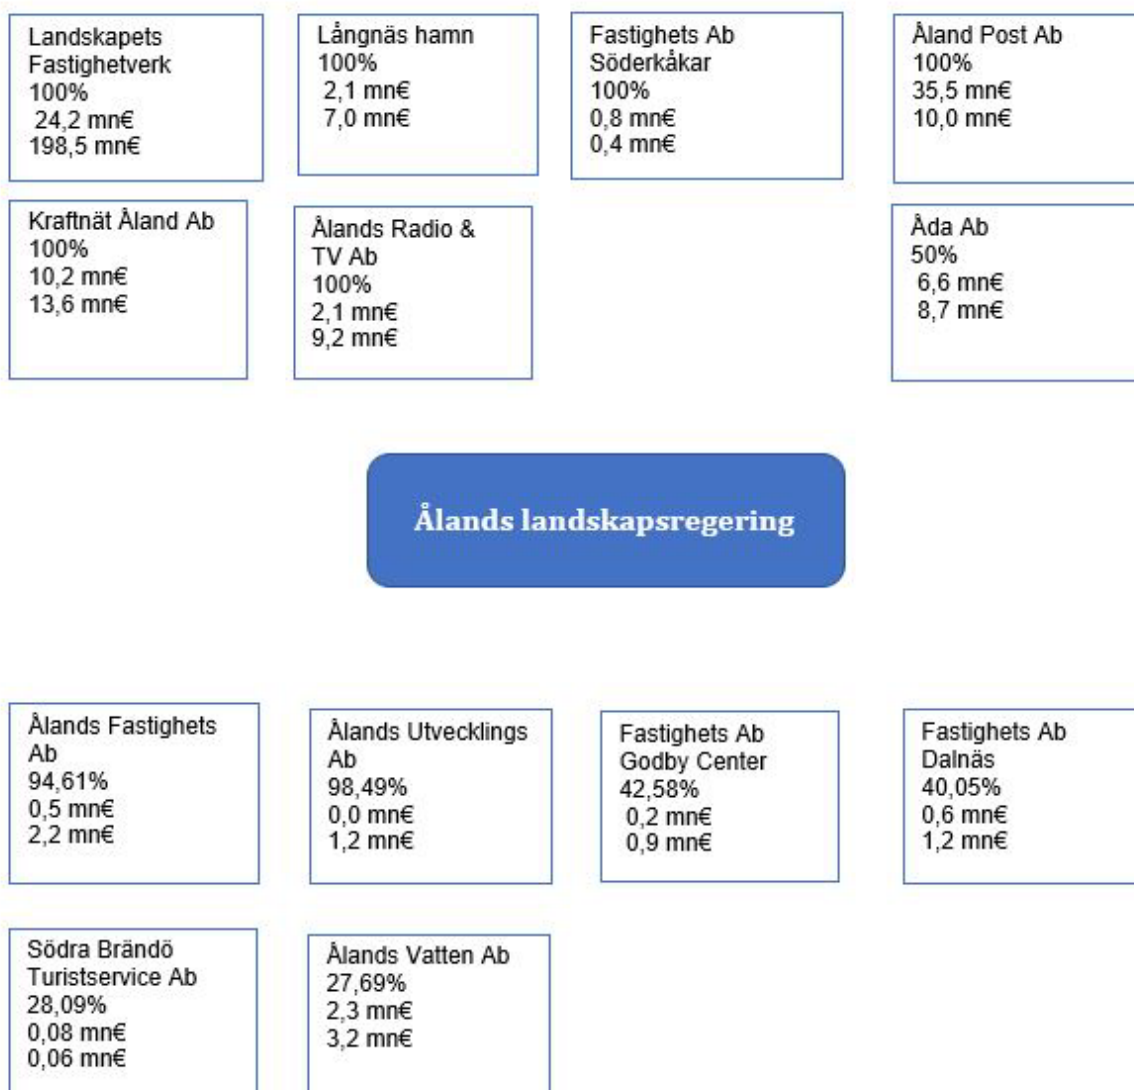 Landskapets
Fastighetverk
100%
24,2 mn€
198,5 mn€
Långnäs hamn
100%
2,1 mn€
7,0 mn€
Fastighets Ab
Söderkåkar
100%
0,8 mn€
0,4 mn€
Åland Post Ab
100%
35,5 mn€
10,0 mn€
Kraftnät Åland Ab
100%
10,2 mn€
13,6 mn€
Ålands Radio &
TV Ab
100%
2,1 mn€
9,2 mn€
Åda Ab
50%
6,6 mn€
8,7 mn€
Ålands landskapsregering
Ålands Fastighets
Ab
94,61%
0,5 mn€
2,2 mn€
Ålands Utvecklings
Ab
98,49%
0,0 mn€
1,2 mn€
Fastighets Ab
Godby Center
42,58%
0,2 mn€
0,9 mn€
Fastighets Ab
Dalnäs
40,05%
0,6 mn€
1,2 mn€
Södra Brändö
Turistservice Ab
28,09%
0,08 mn€
0,06 mn€
Ålands Vatten Ab
27,69%
2,3 mn€
3,2 mn€